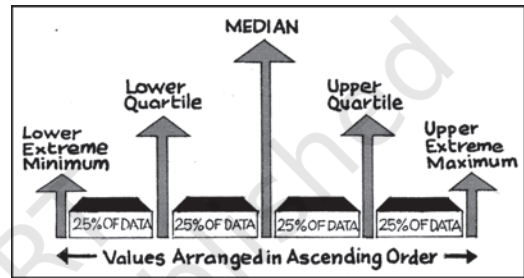 MEDIAN
Lower
Quartile
Upper
Quartile
Lower
Extreme
Minimum
Upper
Extreme
Maximum
25% OF DATA
25% OF DATA
25% OF DATA
25% OF DATA
Values Arranged in Ascending Order